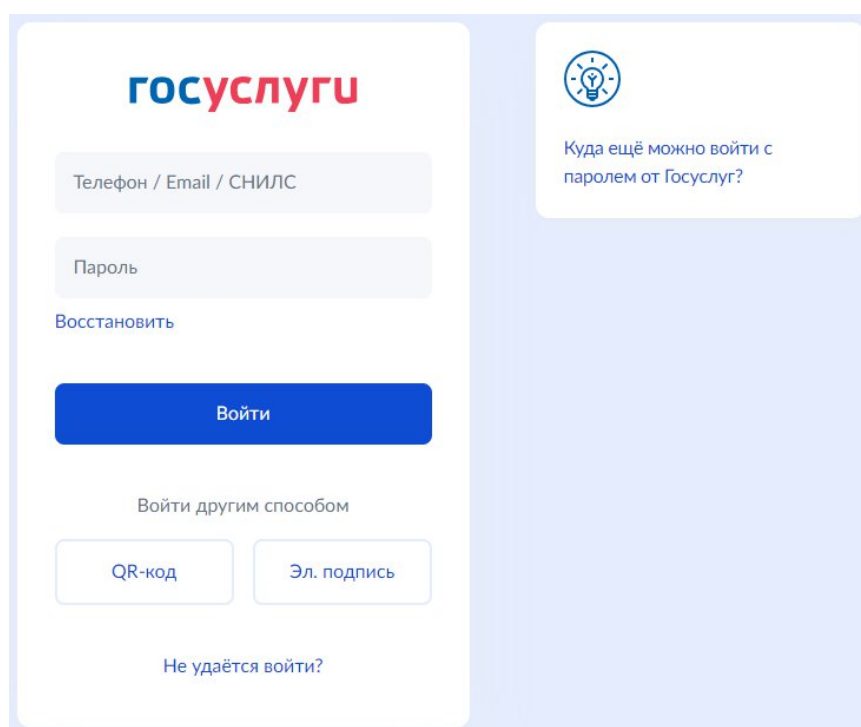 госуслуги
Телефон / Email / СНИЛС
Пароль
Восстановить
Войти
Войти другим способом
QR-код
Эл. подпись
Не удаётся войти?
Куда ещё можно войти с
паролем от Госуслуг?